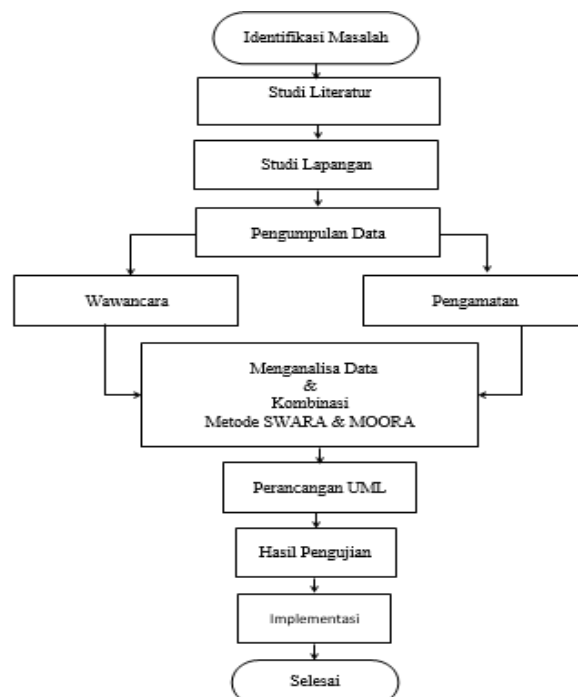 Identifikasi Masalah
Studi Literatur
Studi Lapangan
Pengumpulan Data
Wawancara
Pengamatan
Menganalisa Data
&
Kombinasi
Metode SWARA & MOORA
Perancangan UML
Hasil Pengujian
Implementasi
Selesai